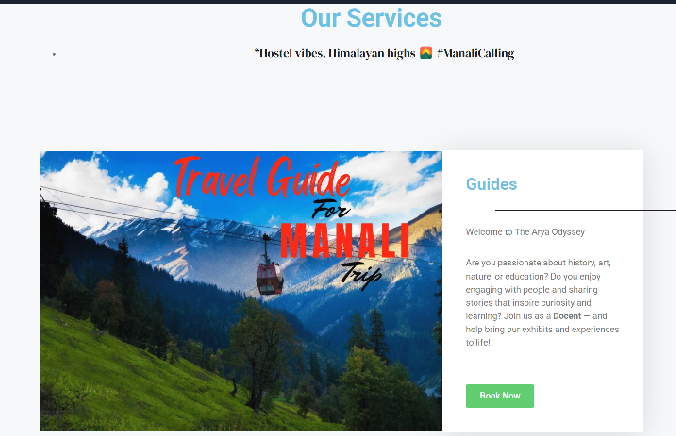 Our Services
"Hostel vibes, Himalayan highs 🌄 #ManaliCalling
Travel Guide
For
MANALI
Trip
Guides
Welcome to The Arya Odyssey
Are you passionate about history, art,
nature, or education? Do you enjoy
engaging with people and sharing
stories that inspire curiosity and
learning? Join us as a Docent — and
help bring our exhibits and experiences
to life!
Book Now